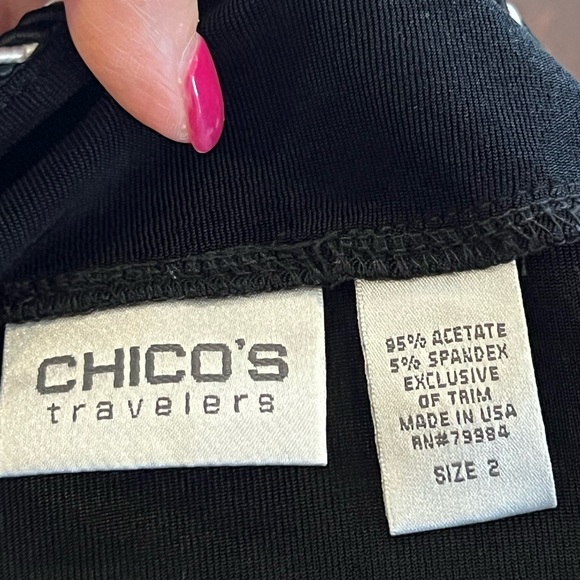 CHICO'S
travelers
95% ACETATE
5% SPANDEX
EXCLUSIVE
OF TRIM
MADE IN USA
RN#79984
SIZE 2